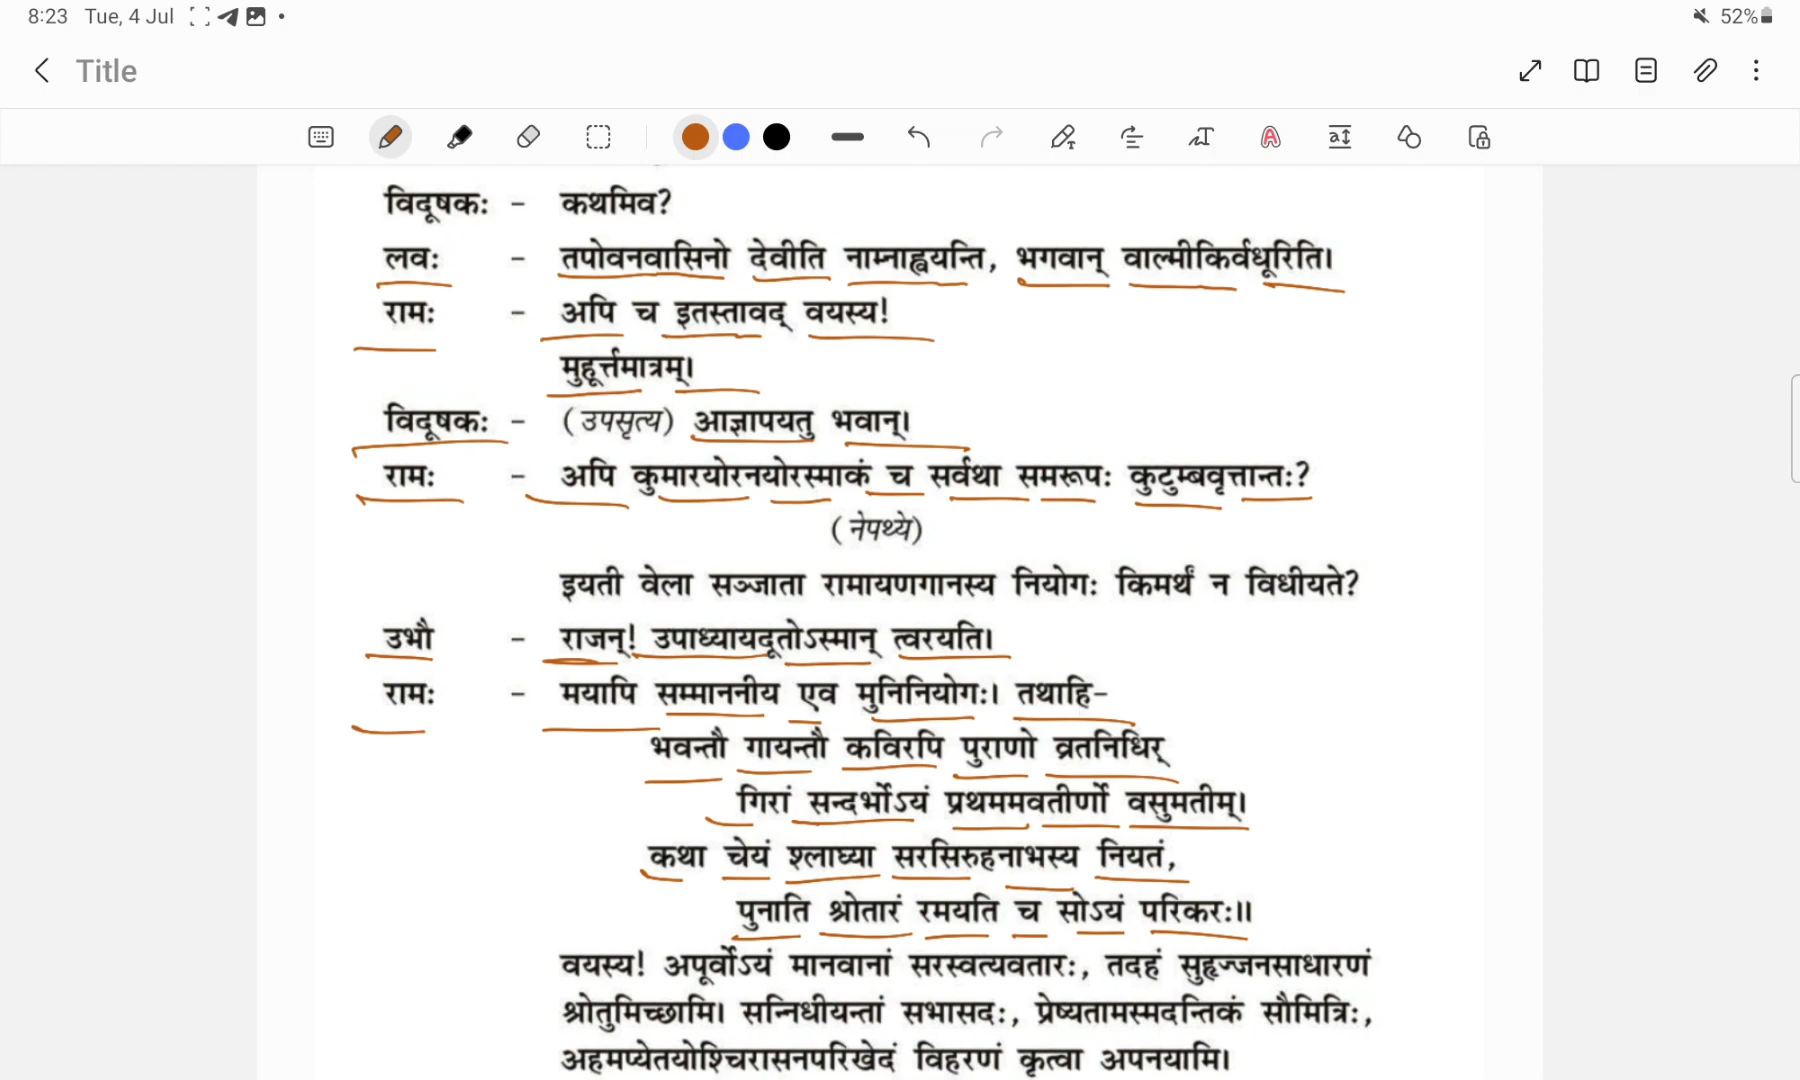 8:23 Tue, 4 Jul 52%
Title
विदूषकः - कथमिव?
लवः - तपोवनवासिनो देवीति नाम्नाह्वयन्ति, भगवान् वाल्मीकिर्वधूरिति।
रामः - अपि च इतस्तावद् वयस्य!
मुहूर्त्तमात्रम्।
विदूषकः - (उपसृत्य) आज्ञापयतु भवान्।
रामः - अपि कुमारयोरनयोरस्माकं च सर्वथा समरूपः कुटुम्बवृत्तान्तः?
(नेपथ्ये)
इयती वेला सञ्जाता रामायणगानस्य नियोगः किमर्थं न विधीयते?
उभौ - राजन्! उपाध्यायदूतोऽस्मान् त्वरयति।
रामः - मयापि सम्माननीय एव मुनिनियोगः। तथाहि-
भवन्तौ गायन्तौ कविरपि पुराणो व्रतनिधिर्
गिरां सन्दर्भोऽयं प्रथममवतीर्णो वसुमतीम्।
कथा चेयं श्लाघ्या सरसिरुहनाभस्य नियतं,
पुनाति श्रोतारं रमयति च सोऽयं परिकरः॥
वयस्य! अपूर्वोऽयं मानवानां सरस्वत्यवतारः, तदहं सुहृज्जनसाधारणं
श्रोतुमिच्छामि। सन्निधीयन्तां सभासदः, प्रेष्यतामस्मदन्तिकं सौमित्रिः,
अहमप्येतयोश्चिरासनपरिखेदं विहरणं कृत्वा अपनयामि।